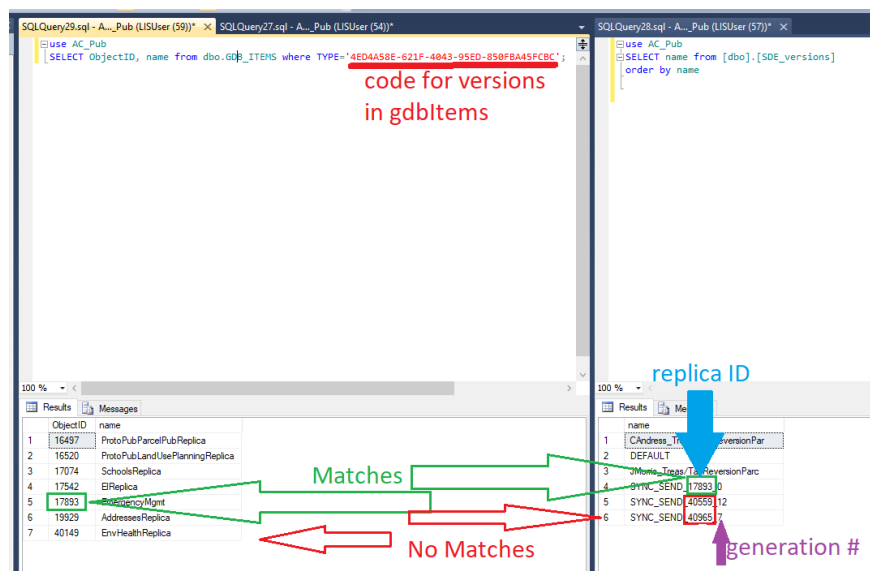 SQLQuery29.sql - A..._Pub (LISUser (59))* SQLQuery27.sql - A..._Pub (LISUser (54))*
use AC_Pub
SELECT ObjectID, name from dbo.GDB_ITEMS where TYPE='4ED4A58E-621F-4043-95ED-850FBA45FCBC';
code for versions
in gdbItems
100 %
Results Messages
ObjectID name
1 16497 ProtoPubParcelPubReplica
2 16520 ProtoPubLandUsePlanningReplica
3 17074 SchoolsReplica
4 17542 EIReplica
5 17893 EmergencyMgmt
6 19929 AddressesReplica
7 40149 EnvHealthReplica
Matches
No Matches
SQLQuery28.sql - A..._Pub (LISUser (57))*
use AC_Pub
SELECT name from [dbo].[SDE_versions]
order by name
replica ID
100 %
Results
name
1
2 DEFAULT
3
4 SYNC_SEND_17893_0
5 SYNC_SEND_40559_12
6 SYNC_SEND_40965_7
generation #